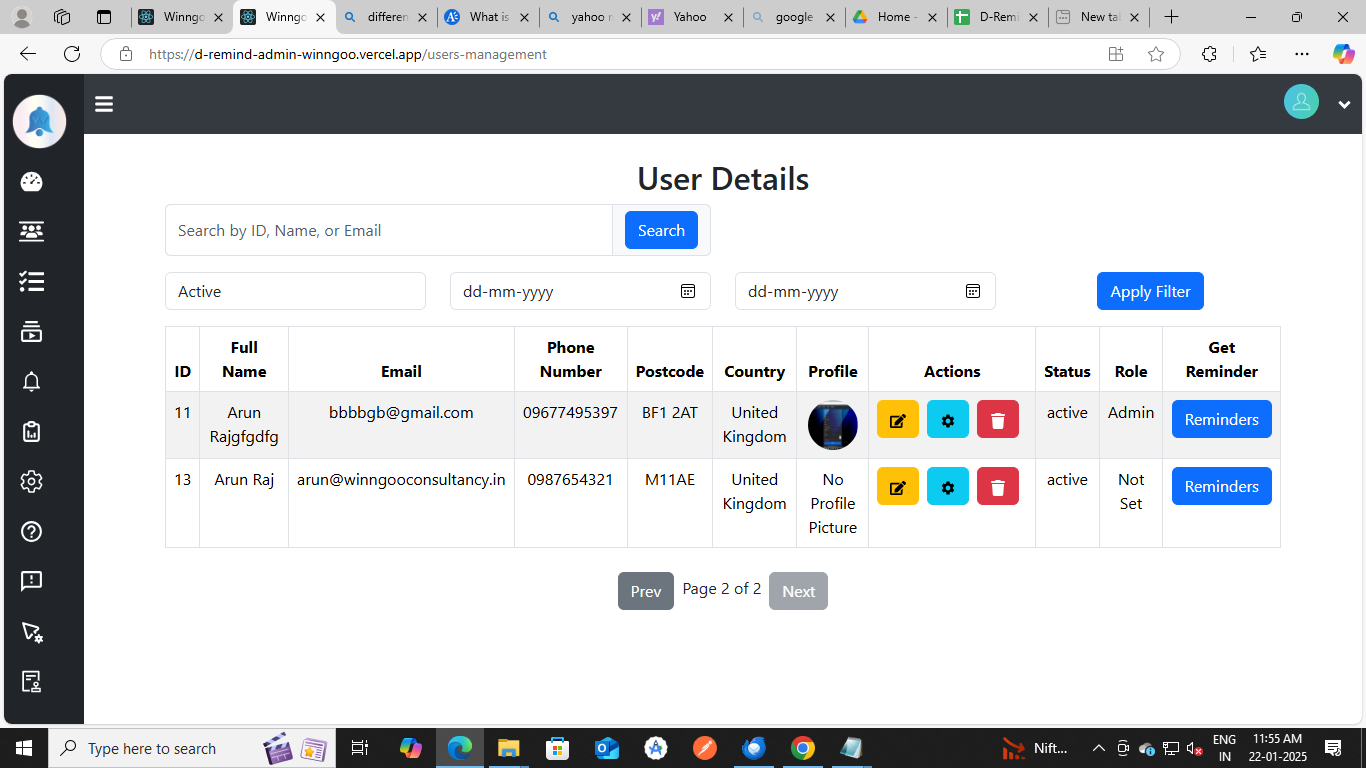 Winngo
Winngo
differen
What is
yahoo r
Yahoo
google
Home -
D-Remi
New tal
https://d-remind-admin-winngoo.vercel.app/users-management
User Details
Search by ID, Name, or Email
Search
Active
dd-mm-yyyy
dd-mm-yyyy
Apply Filter
ID
Full
Name
Email
Phone
Number
Postcode
Country
Profile
Actions
Status
Role
Get
Reminder
11
Arun
Rajgfgdfg
bbbbgb@gmail.com
09677495397
BF1 2AT
United
Kingdom
active
Admin
Reminders
13
Arun Raj
arun@winngooconsultancy.in
0987654321
M11AE
United
Kingdom
No
Profile
Picture
active
Not
Set
Reminders
Prev
Page 2 of 2
Next
Type here to search
Nift...
ENG
IN
11:55 AM
22-01-2025